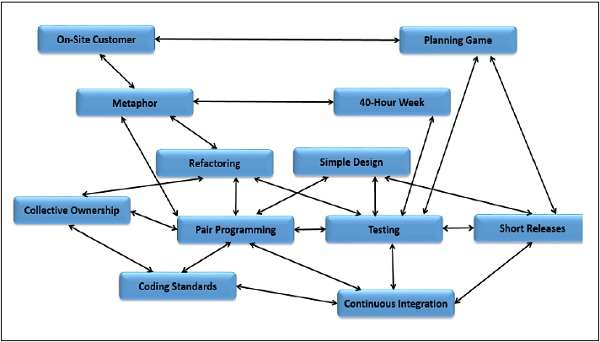 On-Site Customer
Planning Game
Metaphor
40-Hour Week
Refactoring
Simple Design
Collective Ownership
Pair Programming
Testing
Short Releases
Coding Standards
Continuous Integration